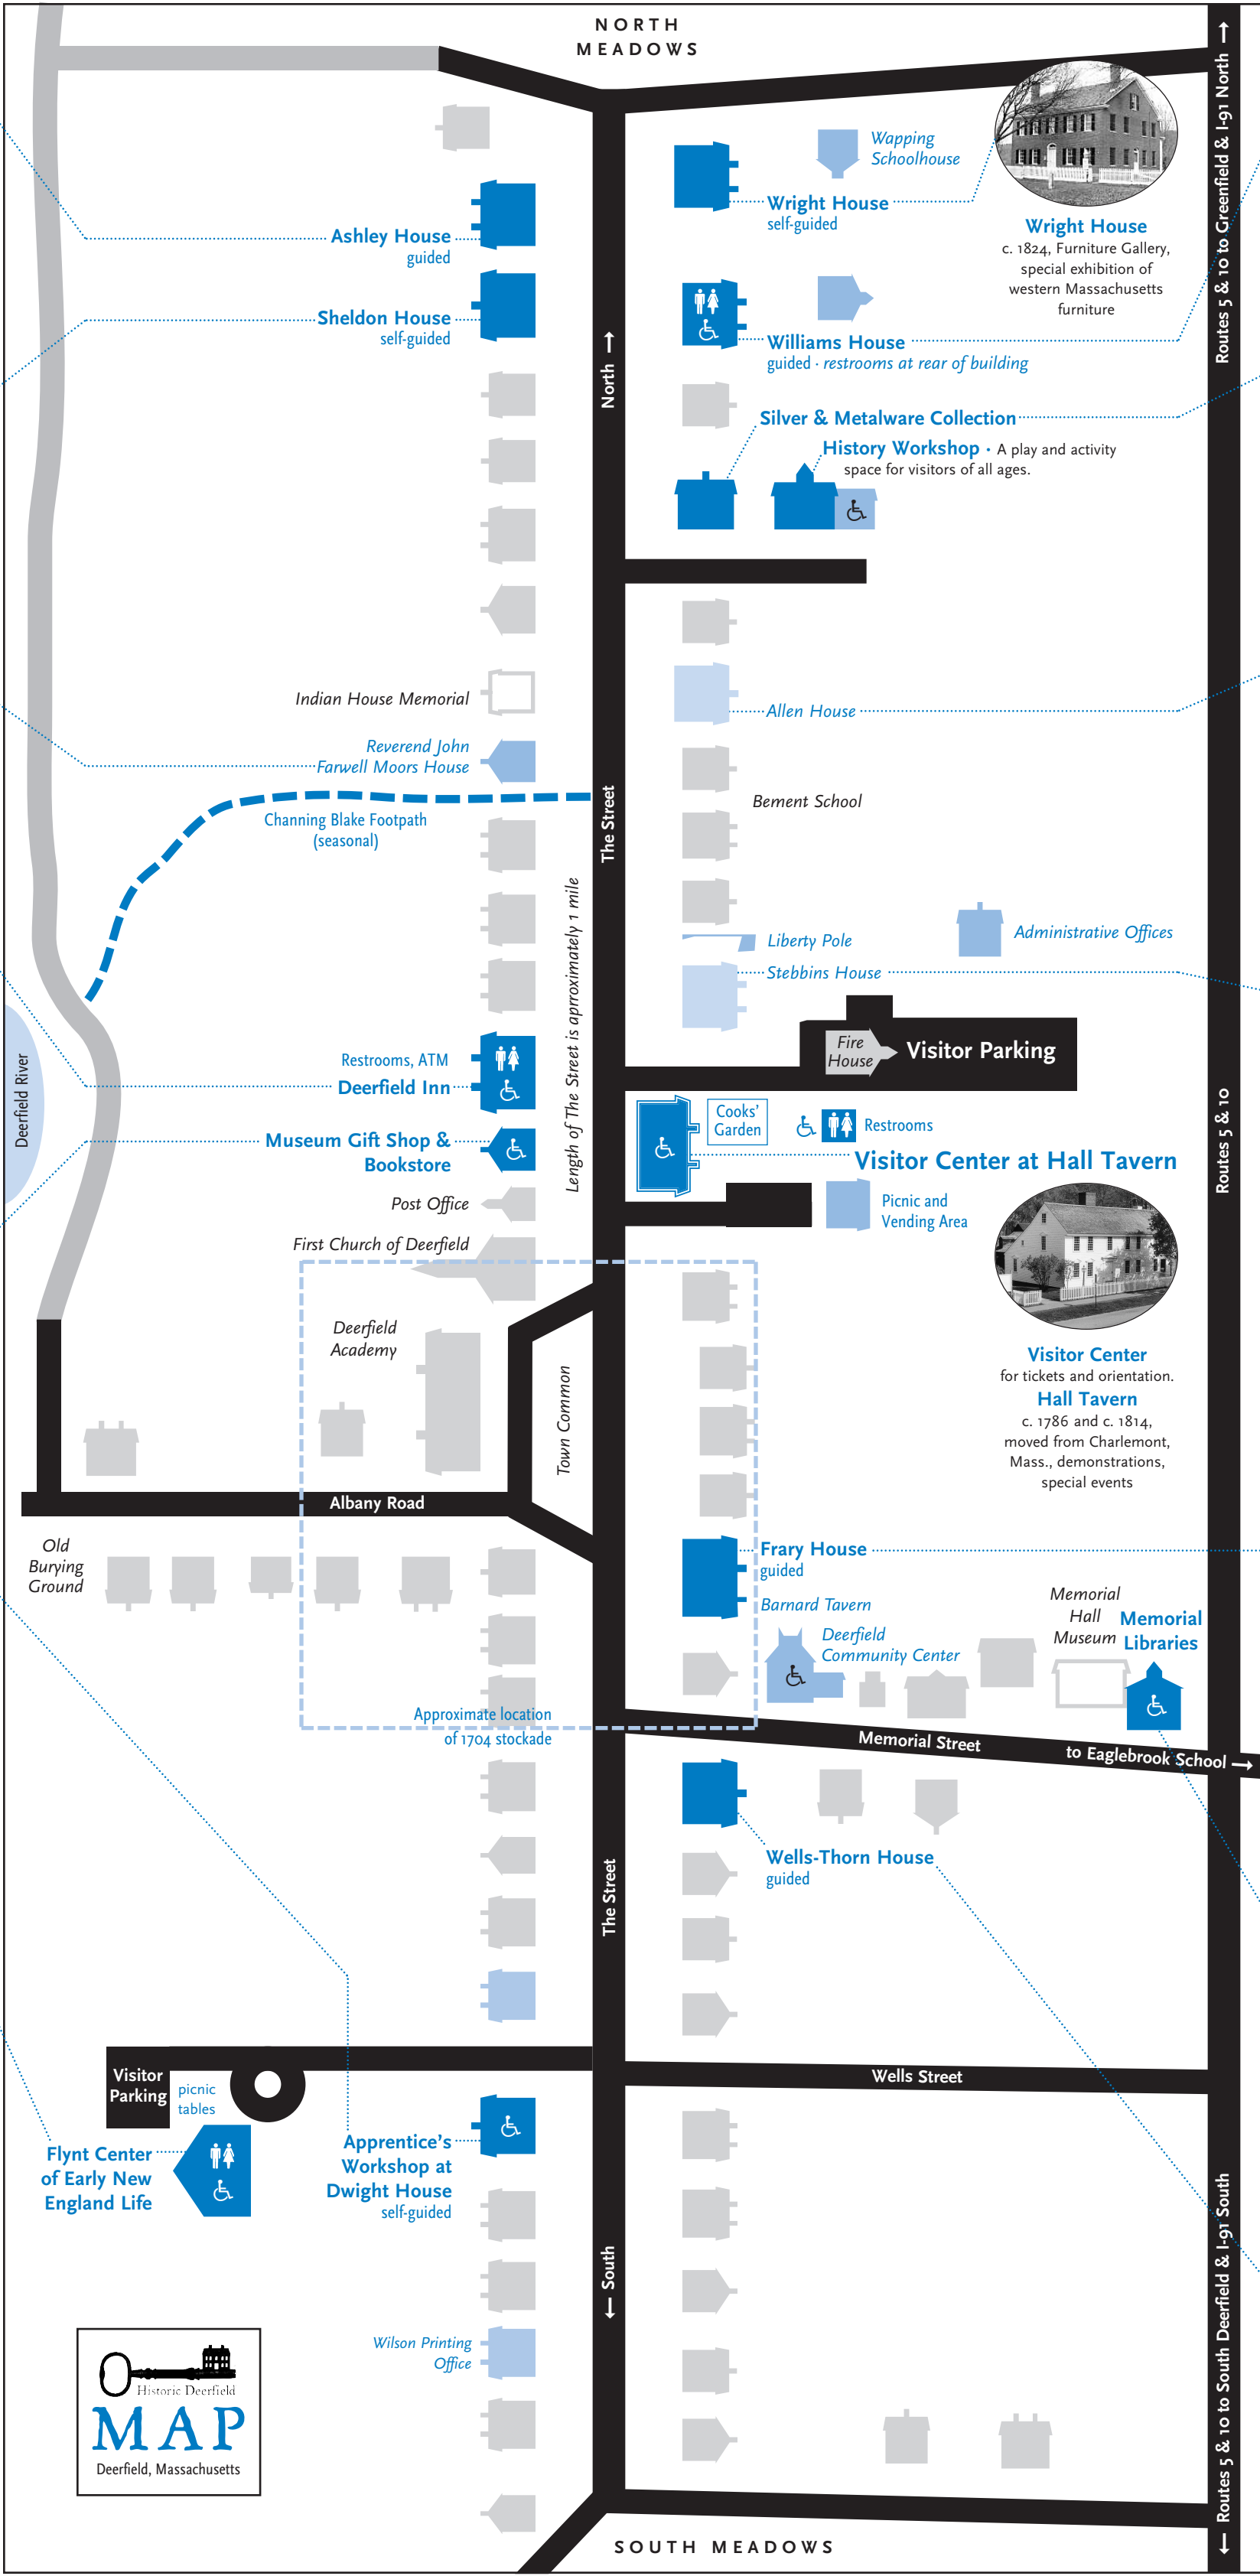 NORTH
MEADOWS
Routes 5 & 10 to Greenfield & I-91 North →
Wapping
Schoolhouse
Wright House
self-guided
Wright House
c. 1824, Furniture Gallery,
special exhibition of
western Massachusetts
furniture
Ashley House
guided
Sheldon House
self-guided
North →
Williams House
guided · restrooms at rear of building
Silver & Metalware Collection
History Workshop · A play and activity
space for visitors of all ages.
Indian House Memorial
Allen House
Reverend John
Farwell Moors House
Channing Blake Footpath
(seasonal)
The Street
Bement School
Length of The Street is aproximately 1 mile
Liberty Pole
Administrative Offices
Stebbins House
Fire
House
Visitor Parking
Deerfield River
Restrooms, ATM
Deerfield Inn
Cooks'
Garden
Restrooms
Routes 5 & 10
Museum Gift Shop &
Bookstore
Visitor Center at Hall Tavern
Post Office
Picnic and
Vending Area
First Church of Deerfield
Deerfield
Academy
Town Common
Visitor Center
for tickets and orientation.
Hall Tavern
c. 1786 and c. 1814,
moved from Charlemont,
Mass., demonstrations,
special events
Albany Road
Old
Burying
Ground
Frary House
guided
Barnard Tavern
Deerfield
Community Center
Memorial
Hall
Museum
Memorial
Libraries
Approximate location
of 1704 stockade
Memorial Street
to Eaglebrook School →
Wells-Thorn House
guided
The Street
Visitor
Parking
picnic
tables
Wells Street
Flynt Center
of Early New
England Life
Apprentice's
Workshop at
Dwight House
self-guided
← South
Wilson Printing
Office
Historic Deerfield
MAP
Deerfield, Massachusetts
← Routes 5 & 10 to South Deerfield & I-91 South
SOUTH MEADOWS